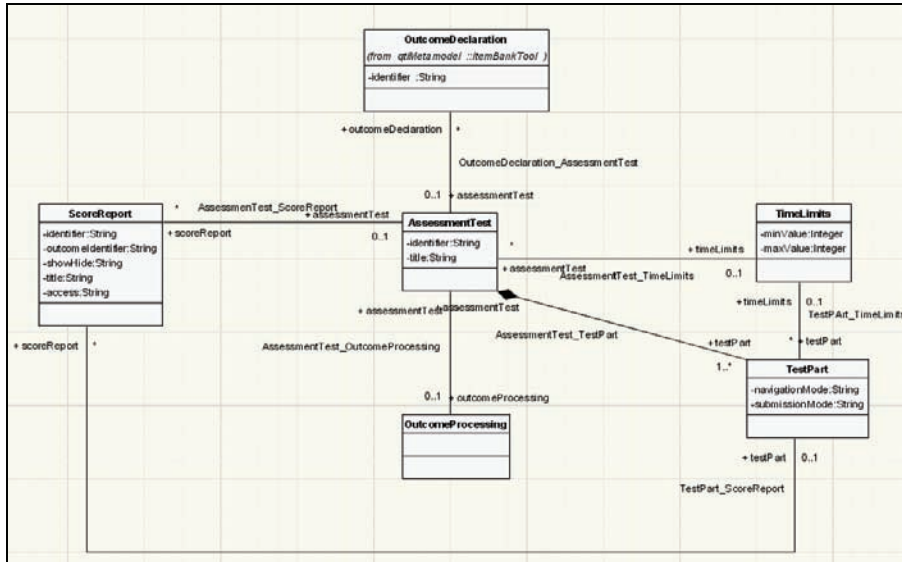 OutcomeDeclaration
(from qtiMetamodel ::itemBankTool )
-identifier :String
+outcomeDeclaration *
OutcomeDeclaration_AssessmentTest
0..1 + assessmentTest
ScoreReport
-identifier:String
-outcomeIdentifier:String
-showHide:String
-title:String
-access:String
* AssessmenTest_ScoreReport
+ assessmentTest
+ scoreReport
0..1
AssessmentTest
-identifier:String
-title:String
*
+ assessmentTest
+ timeLimits
AssessmentTest_TimeLimits
0..1
TimeLimits
-minValue:Integer
-maxValue:Integer
+timeLimits 0..1
TestPArt_TimeLimits
* + testPart
+ assessmentTest
assessmentTest
AssessmentTest_TestPart
+ testPart
1..*
TestPart
-navigationMode:String
-submissionMode:String
+ scoreReport *
AssessmentTest_OutcomeProcessing
0..1 + outcomeProcessing
OutcomeProcessing
+ testPart 0..1
TestPart_ScoreReport